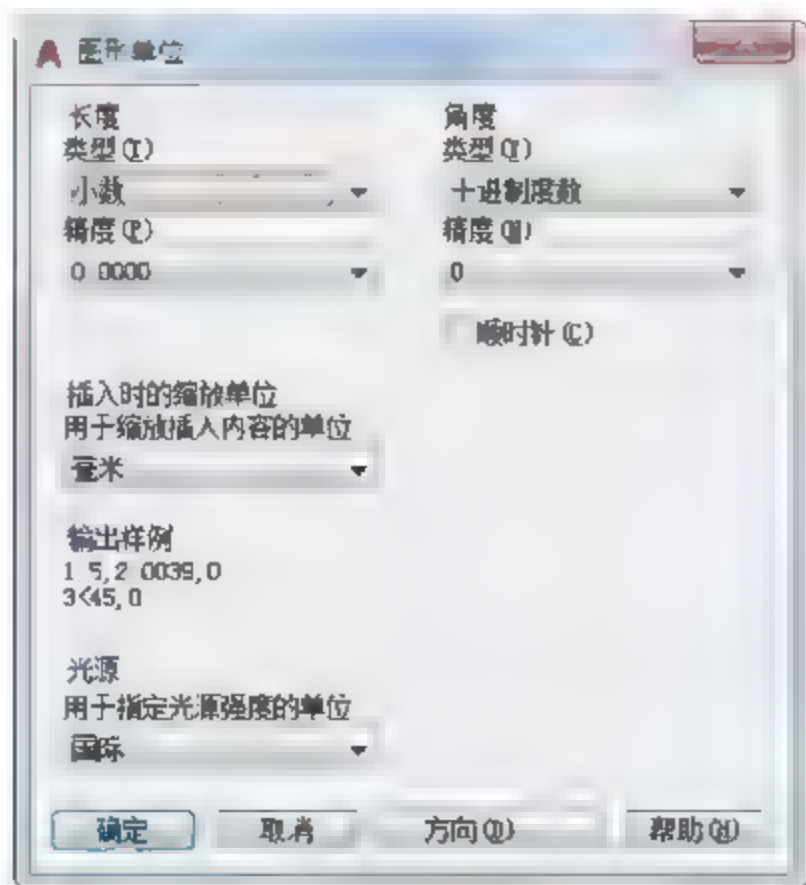 图形单位
长度
类型(T)
小数
精度(P)
0 0000
角度
类型(Y)
十进制度数
精度(N)
0
顺时针(C)
插入时的缩放单位
用于缩放插入内容的单位
毫米
输出样例
1 5,2 0039,0
3<45,0
光源
用于指定光源强度的单位
国际
确定
取消
方向(D)
帮助(H)